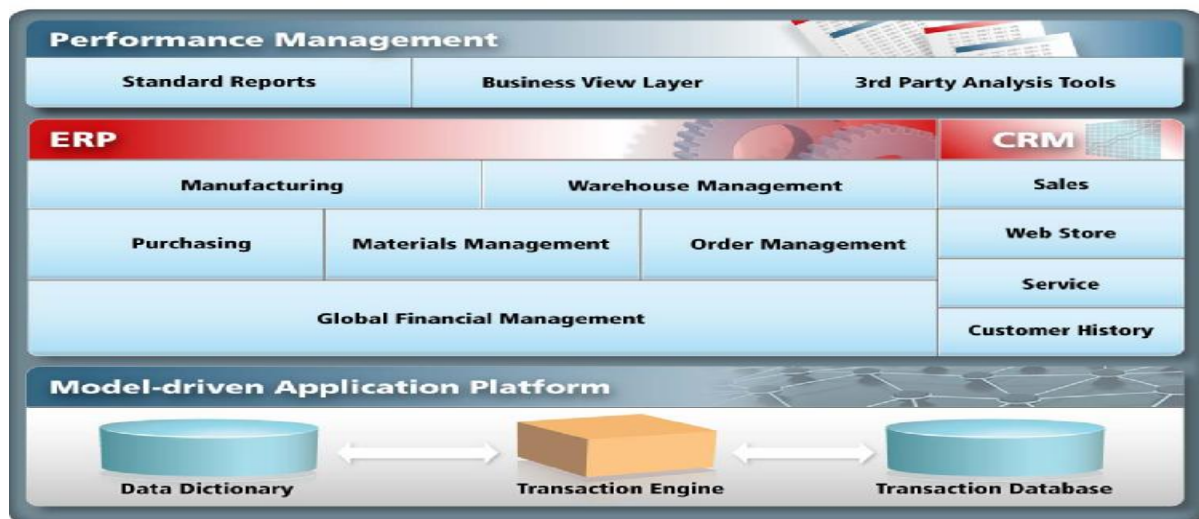 Performance Management
Standard Reports
Business View Layer
3rd Party Analysis Tools
ERP
CRM
Manufacturing
Warehouse Management
Sales
Purchasing
Materials Management
Order Management
Web Store
Service
Global Financial Management
Customer History
Model-driven Application Platform
Data Dictionary
Transaction Engine
Transaction Database